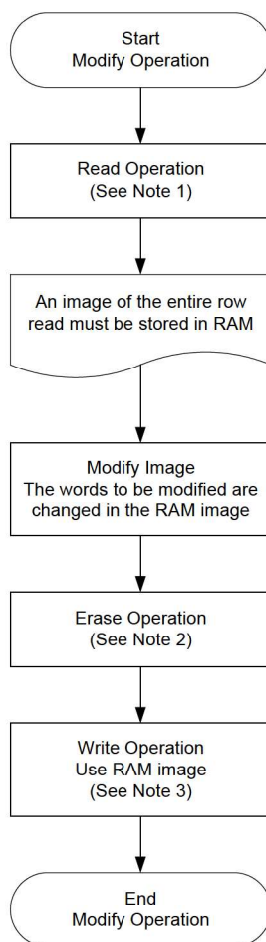 Start
Modify Operation
Read Operation
(See Note 1)
An image of the entire row
read must be stored in RAM
Modify Image
The words to be modified are
changed in the RAM image
Erase Operation
(See Note 2)
Write Operation
Use RAM image
(See Note 3)
End
Modify Operation